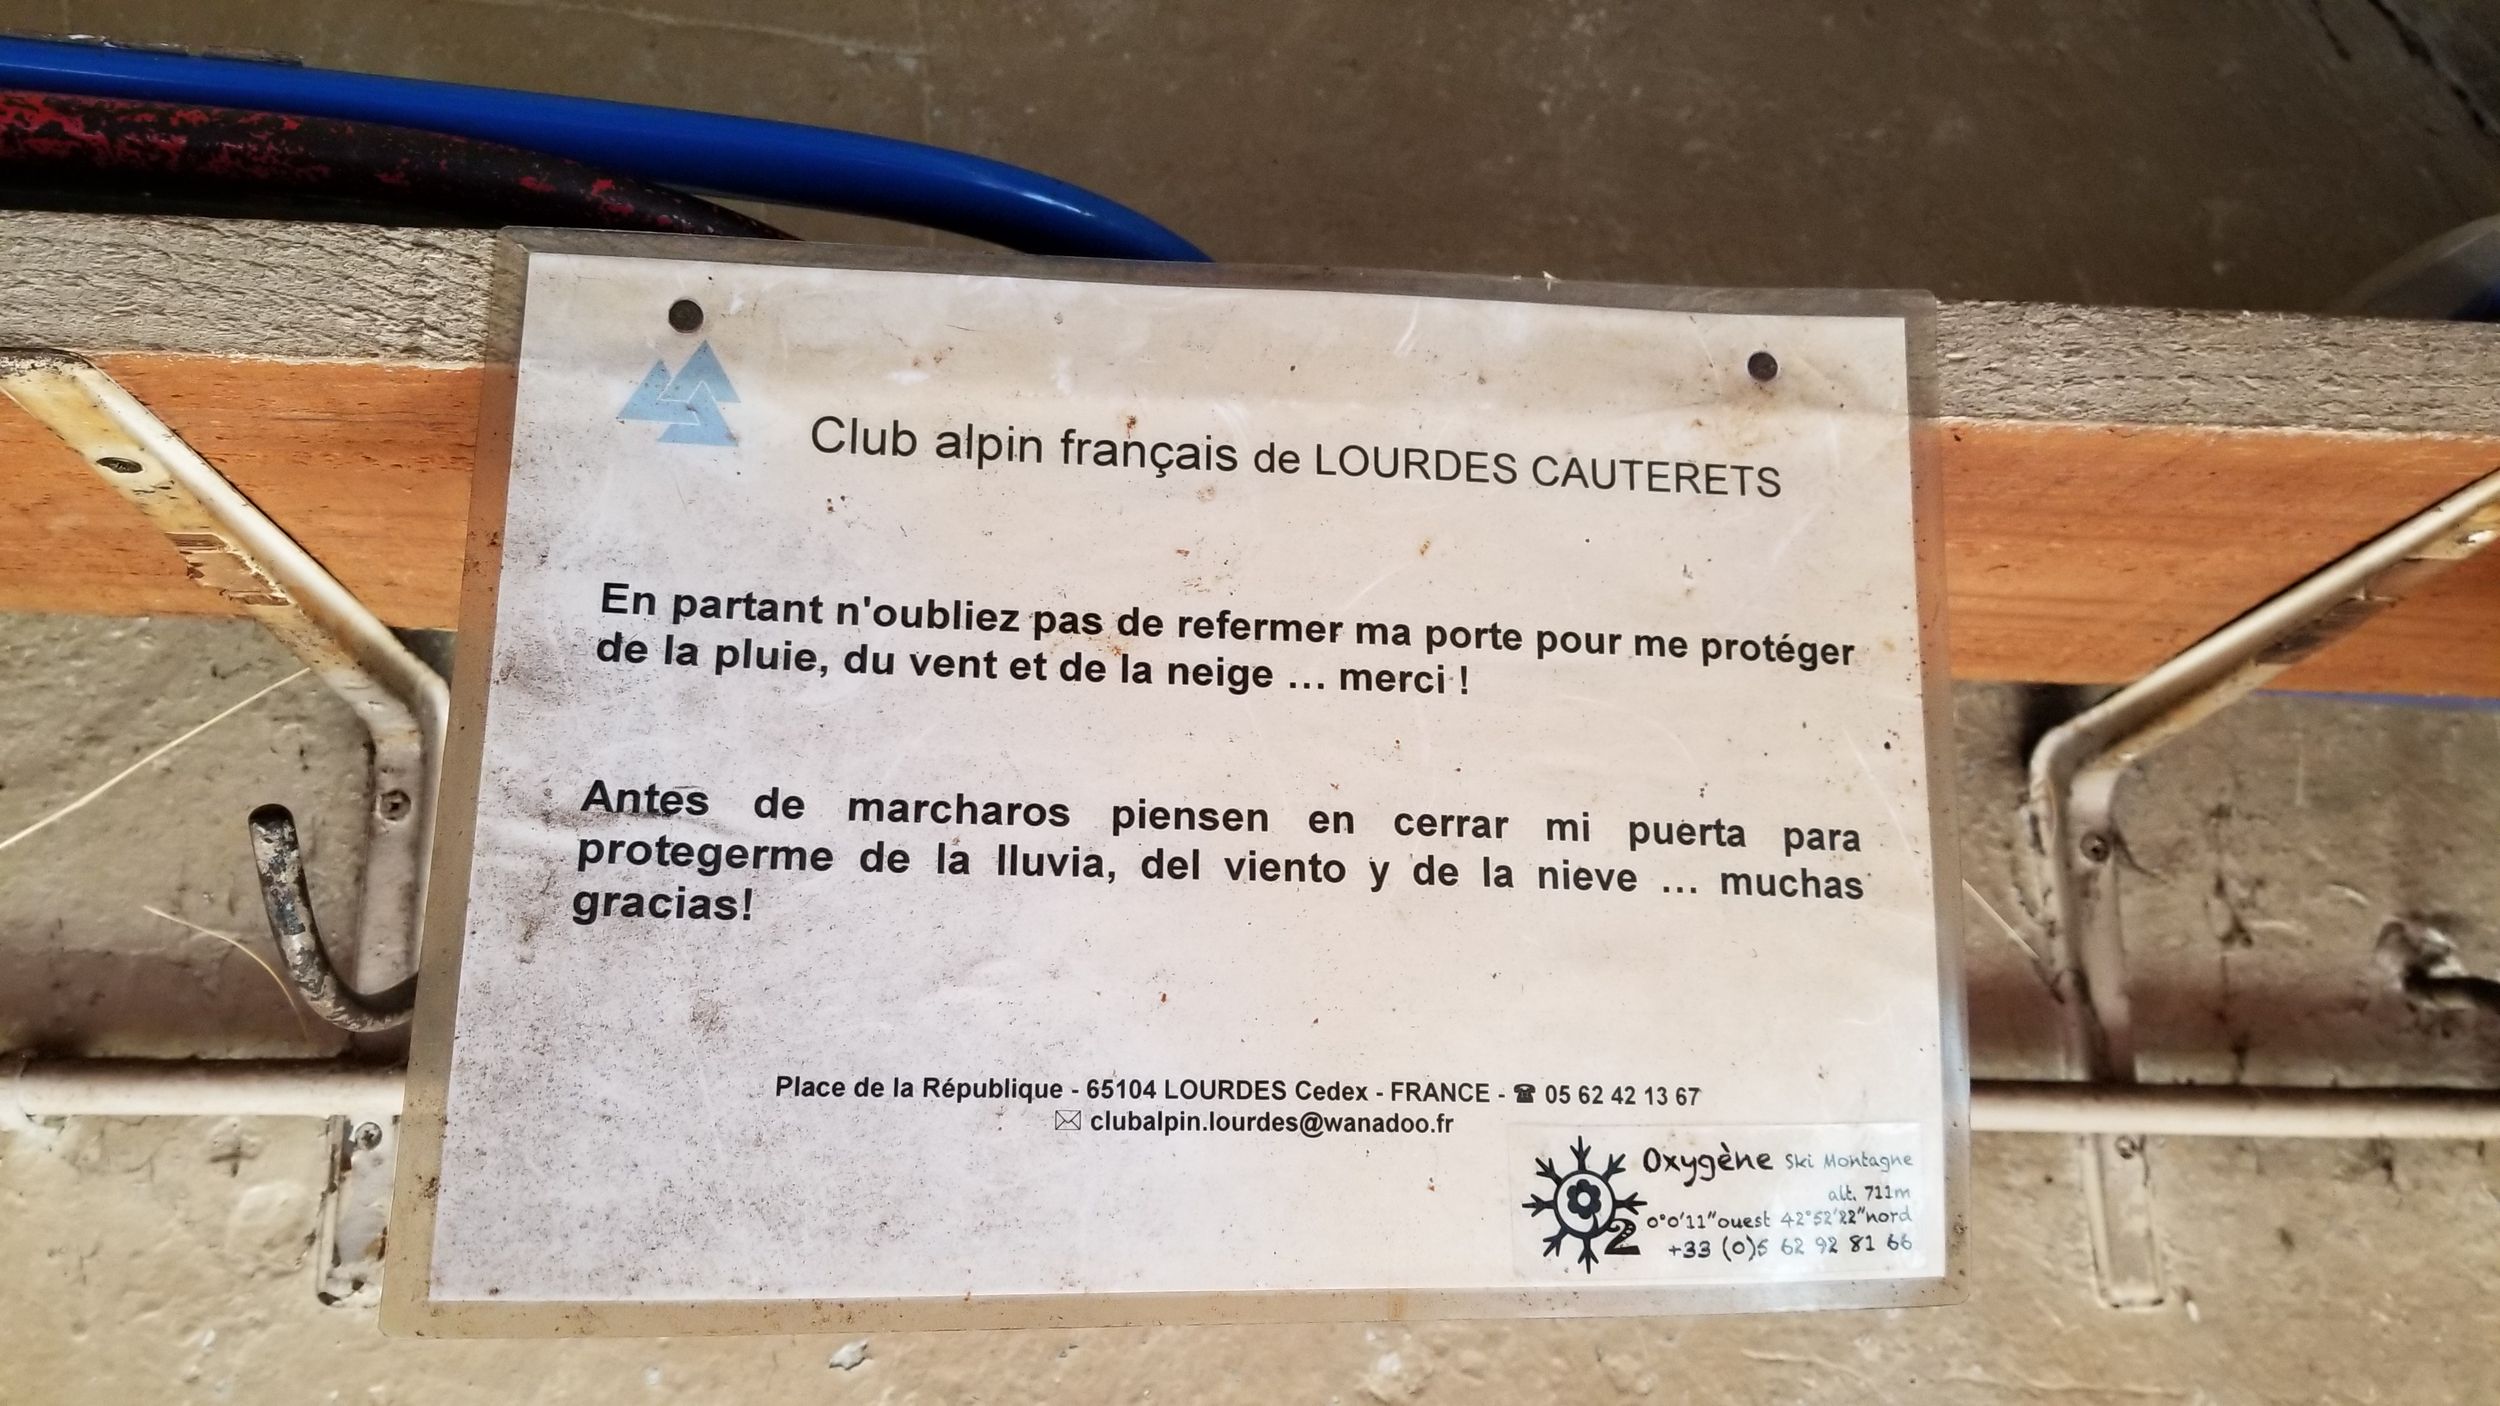 Club alpin français de LOURDES CAUTERETS
En partant n'oubliez pas de refermer ma porte pour me protéger
de la pluie, du vent et de la neige ... merci !
Antes de marcharos piensen en cerrar mi puerta para
protegerme de la lluvia, del viento y de la nieve ... muchas
gracias!
Place de la République - 65104 LOURDES Cedex - FRANCE - ☎ 05 62 42 13 67
✉ clubalpin.lourdes@wanadoo.fr
Oxygène Ski Montagne
alt. 711m
2 0°0'11"ouest 42°52'22"nord
+33 (0)5 62 92 81 66